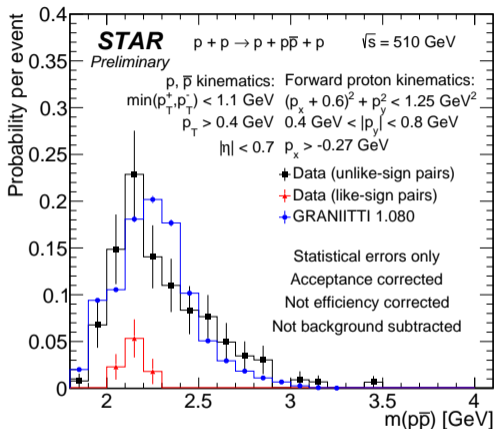 STAR
Preliminary
p + p → p + pp̅ + p
√s = 510 GeV
p, p̅ kinematics:
min(p_T^+,p_T^-) < 1.1 GeV
p_T > 0.4 GeV
|η| < 0.7
Forward proton kinematics:
(p_x + 0.6)² + p_y² < 1.25 GeV²
0.4 GeV < |p_y| < 0.8 GeV
p_x > -0.27 GeV
Data (unlike-sign pairs)
Data (like-sign pairs)
GRANIITTI 1.080
Statistical errors only
Acceptance corrected
Not efficiency corrected
Not background subtracted
Probability per event
0.4
0.35
0.3
0.25
0.2
0.15
0.1
0.05
0
2
2.5
3
3.5
4
m(pp̅) [GeV]